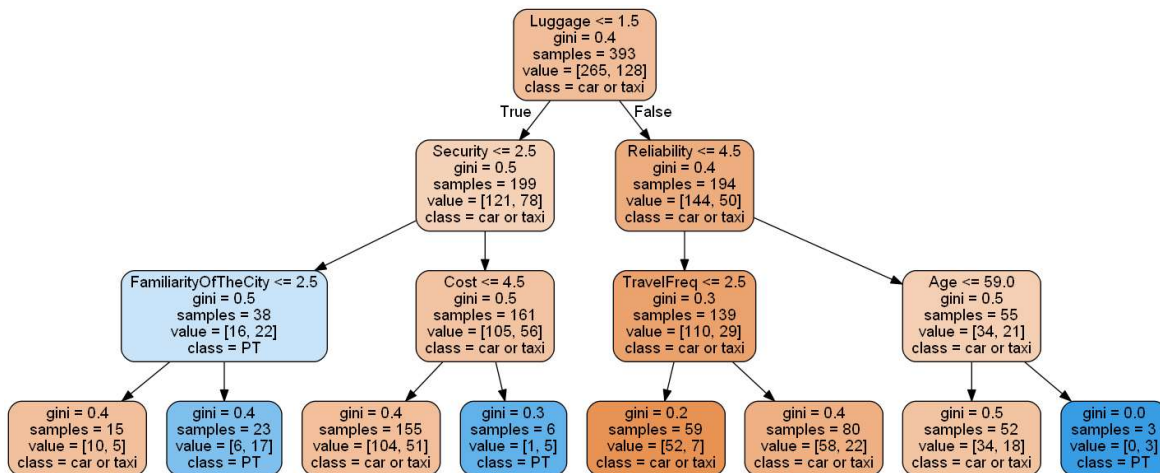 Luggage <= 1.5
gini = 0.4
samples = 393
value = [265, 128]
class = car or taxi
True
False
Security <= 2.5
gini = 0.5
samples = 199
value = [121, 78]
class = car or taxi
Reliability <= 4.5
gini = 0.4
samples = 194
value = [144, 50]
class = car or taxi
FamiliarityOfTheCity <= 2.5
gini = 0.5
samples = 38
value = [16, 22]
class = PT
Cost <= 4.5
gini = 0.5
samples = 161
value = [105, 56]
class = car or taxi
TravelFreq <= 2.5
gini = 0.3
samples = 139
value = [110, 29]
class = car or taxi
Age <= 59.0
gini = 0.5
samples = 55
value = [34, 21]
class = car or taxi
gini = 0.4
samples = 15
value = [10, 5]
class = car or taxi
gini = 0.4
samples = 23
value = [6, 17]
class = PT
gini = 0.4
samples = 155
value = [104, 51]
class = car or taxi
gini = 0.3
samples = 6
value = [1, 5]
class = PT
gini = 0.2
samples = 59
value = [52, 7]
class = car or taxi
gini = 0.4
samples = 80
value = [58, 22]
class = car or taxi
gini = 0.5
samples = 52
value = [34, 18]
class = car or taxi
gini = 0.0
samples = 3
value = [0, 3]
class = PT